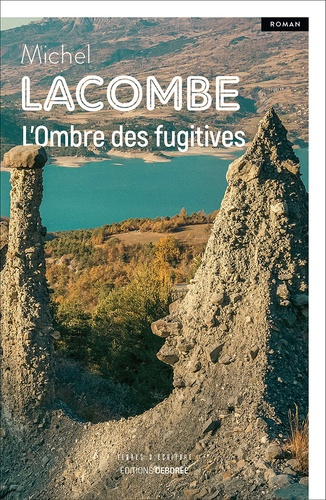 ROMAN
Michel
LACOMBE
L'Ombre des fugitives
TERRES D'ÉCRITURE
ÉDITIONS DE BORÉE